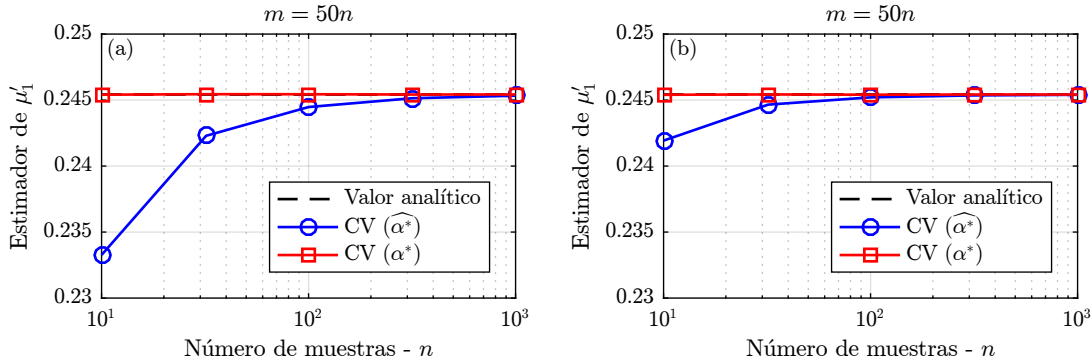 m = 50n
(a)
0.25
0.245
0.24
0.235
0.23
10¹ 10² 10³
Estimador de μ′₁
Número de muestras - n
Valor analítico
CV (α̂*)
CV (α*)
m = 50n
(b)
0.25
0.245
0.24
0.235
0.23
10¹ 10² 10³
Estimador de μ′₁
Número de muestras - n
Valor analítico
CV (α̂*)
CV (α*)